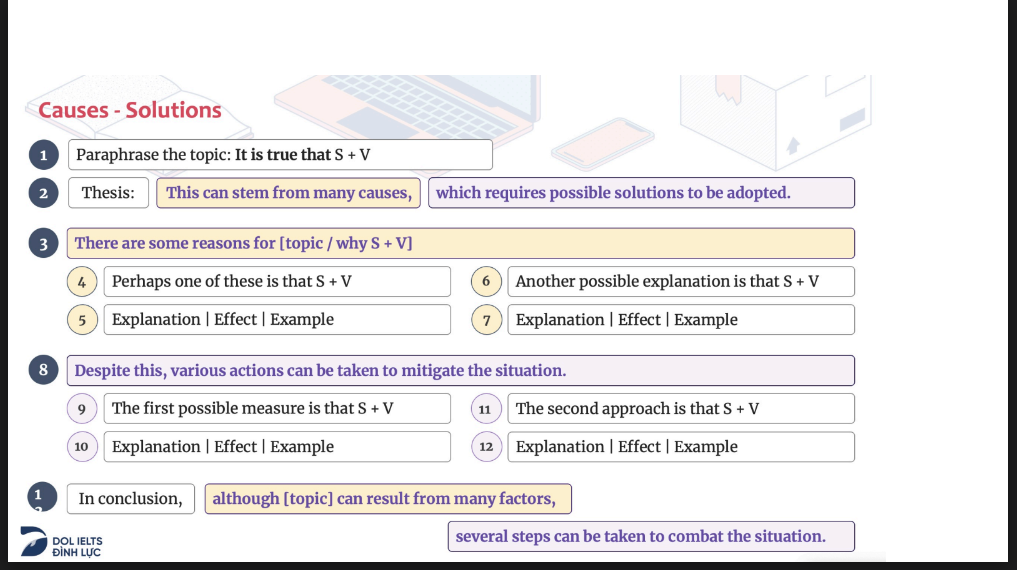 Causes - Solutions
1 Paraphrase the topic: It is true that S + V
2 Thesis: This can stem from many causes, which requires possible solutions to be adopted.
3 There are some reasons for [topic / why S + V]
4 Perhaps one of these is that S + V
5 Explanation | Effect | Example
6 Another possible explanation is that S + V
7 Explanation | Effect | Example
8 Despite this, various actions can be taken to mitigate the situation.
9 The first possible measure is that S + V
10 Explanation | Effect | Example
11 The second approach is that S + V
12 Explanation | Effect | Example
In conclusion, although [topic] can result from many factors,
several steps can be taken to combat the situation.
DOL IELTS
ĐÌNH LỰC